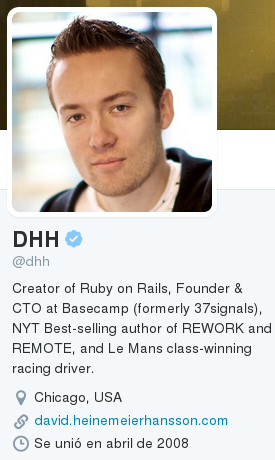 DHH
@dhh
Creator of Ruby on Rails, Founder &
CTO at Basecamp (formerly 37signals),
NYT Best-selling author of REWORK and
REMOTE, and Le Mans class-winning
racing driver.
Chicago, USA
david.heinemeierhansson.com
Se unió en abril de 2008